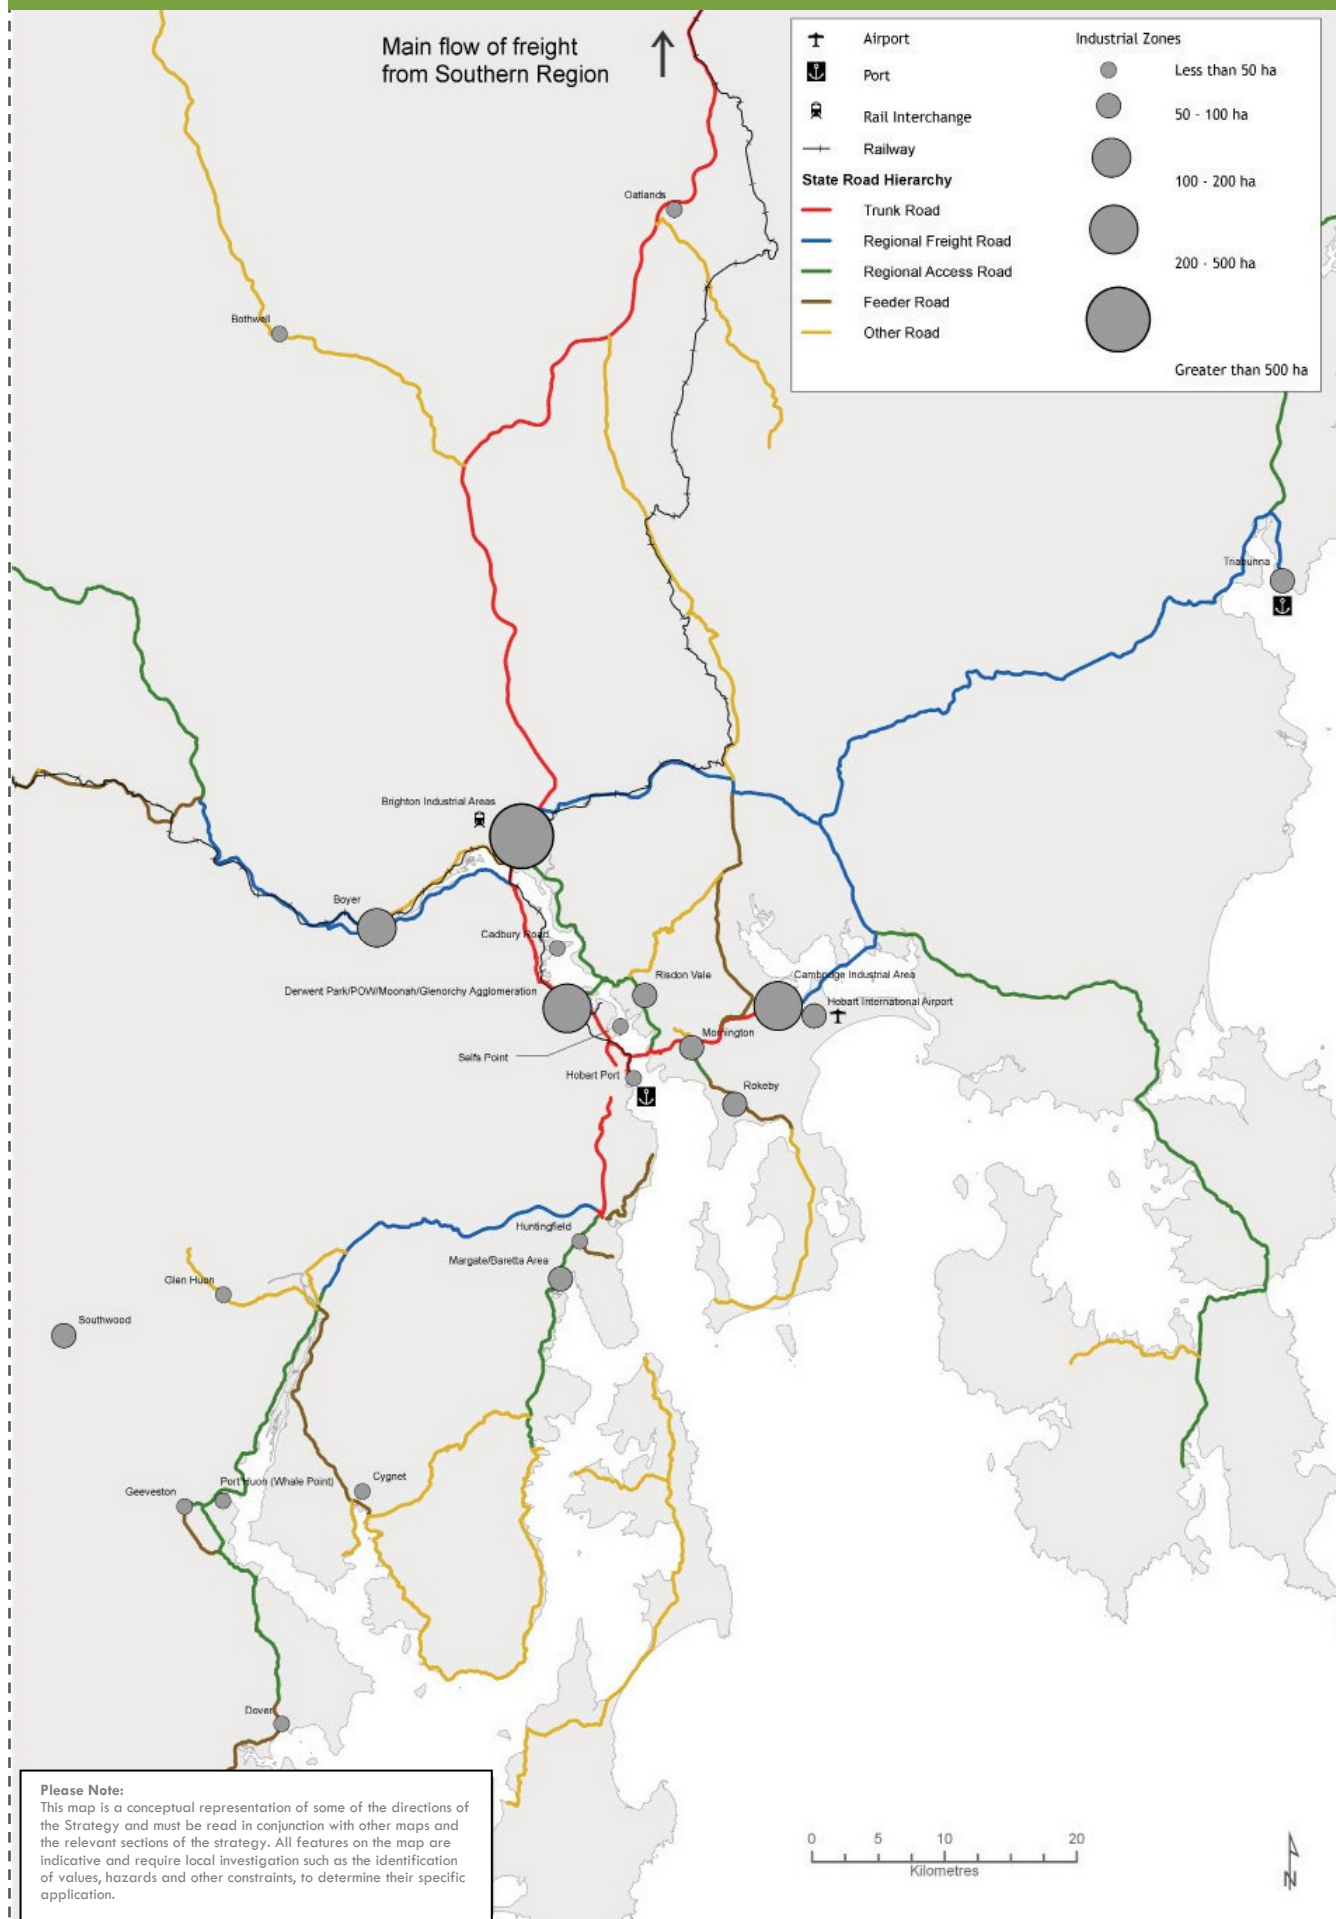 Main flow of freight
from Southern Region
Airport
Port
Rail Interchange
Railway
State Road Hierarchy
Trunk Road
Regional Freight Road
Regional Access Road
Feeder Road
Other Road
Industrial Zones
Less than 50 ha
50 - 100 ha
100 - 200 ha
200 - 500 ha
Greater than 500 ha
Oatlands
Bothwell
Triabunna
Brighton Industrial Areas
Boyer
Cadbury Road
Risdon Vale
Cambridge Industrial Area
Derwent Park/POW/Moonah/Glenorchy Agglomeration
Hobart International Airport
Mornington
Selfs Point
Hobart Port
Rokeby
Huntingfield
Margate/Baretta Area
Glen Huon
Southwood
Port Huon (Whale Point)
Cygnet
Geeveston
Dover
Please Note:
This map is a conceptual representation of some of the directions of
the Strategy and must be read in conjunction with other maps and
the relevant sections of the strategy. All features on the map are
indicative and require local investigation such as the identification
of values, hazards and other constraints, to determine their specific
application.
0 5 10 20
Kilometres
N